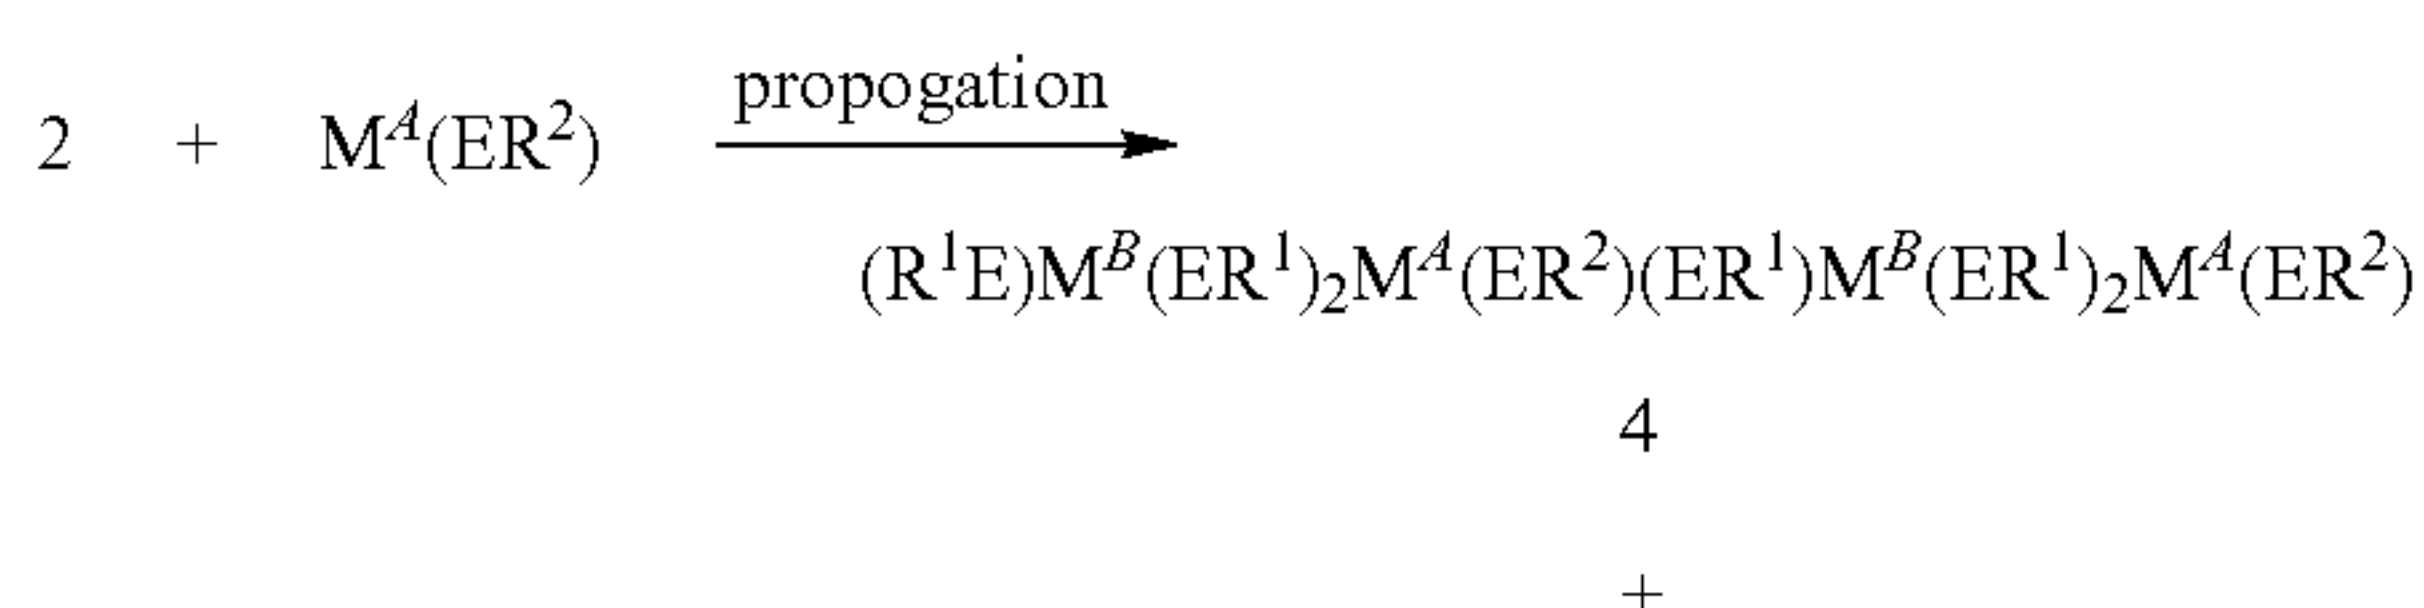 propogation
2 + M^A(ER^2)
(R^1E)M^B(ER^1)_2M^A(ER^2)(ER^1)M^B(ER^1)_2M^A(ER^2)
4
+